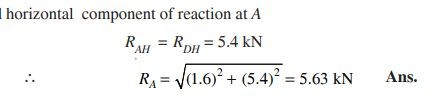 horizontal component of reaction at A
R_AH = R_DH = 5.4 kN
∴ R_A = √(1.6)² + (5.4)² = 5.63 kN Ans.